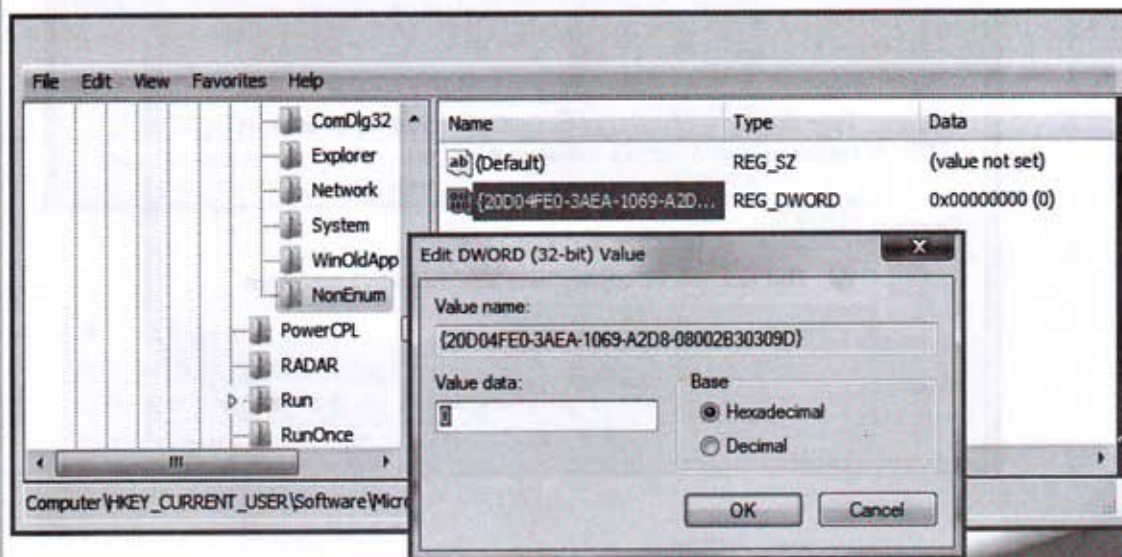 File Edit View Favorites Help
ComDlg32
Explorer
Network
System
WinOldApp
NonEnum
PowerCPL
RADAR
Run
RunOnce
Computer\HKEY_CURRENT_USER\Software\Micr
Name Type Data
(Default) REG_SZ (value not set)
{20D04FE0-3AEA-1069-A2D... REG_DWORD 0x00000000 (0)
Edit DWORD (32-bit) Value
Value name:
{20D04FE0-3AEA-1069-A2D8-08002B30309D}
Value data:
0
Base
Hexadecimal
Decimal
OK Cancel